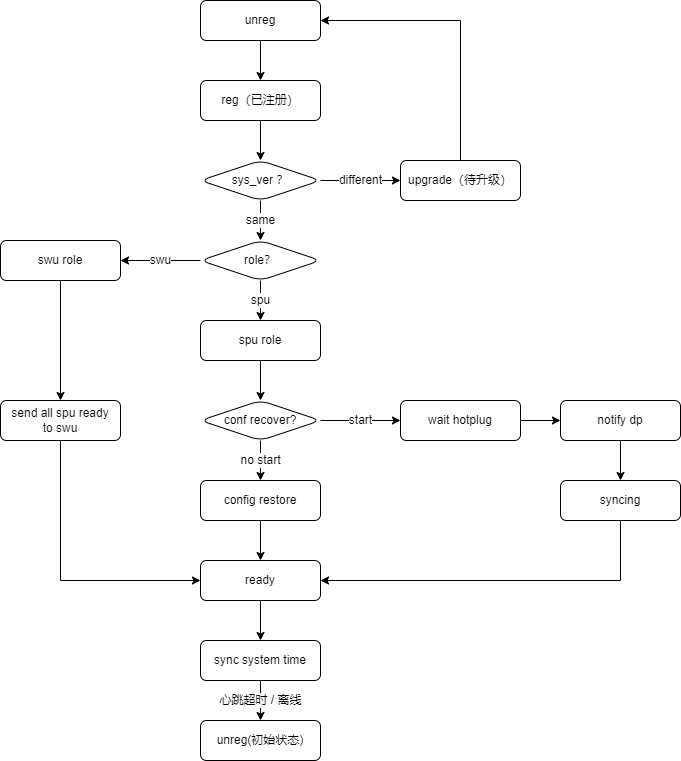 unreg
reg（已注册）
sys_ver ?
different
upgrade（待升级）
same
swu role
swu
role?
spu
spu role
send all spu ready
to swu
conf recover?
start
wait hotplug
notify dp
no start
config restore
syncing
ready
sync system time
心跳超时 / 离线
unreg(初始状态)